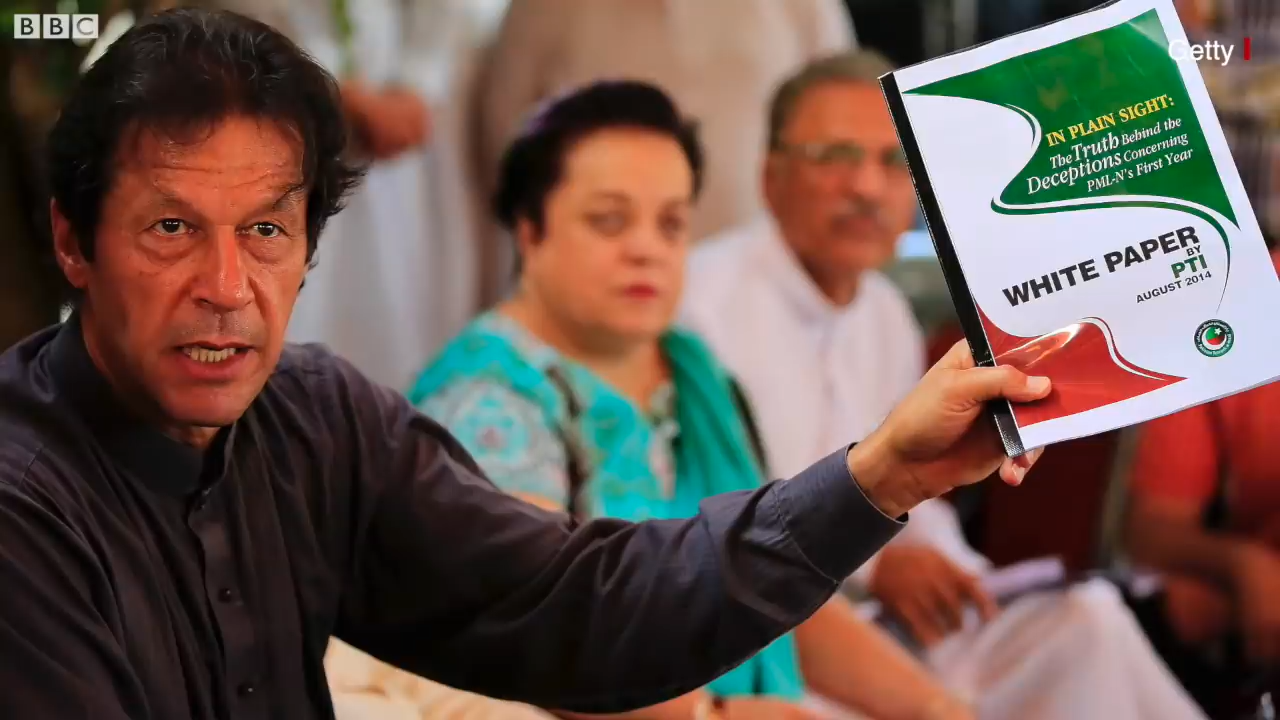 BBC
Getty
IN PLAIN SIGHT:
The Truth Behind the
Deceptions Concerning
PML-N's First Year
WHITE PAPER
BY
PTI
AUGUST 2014